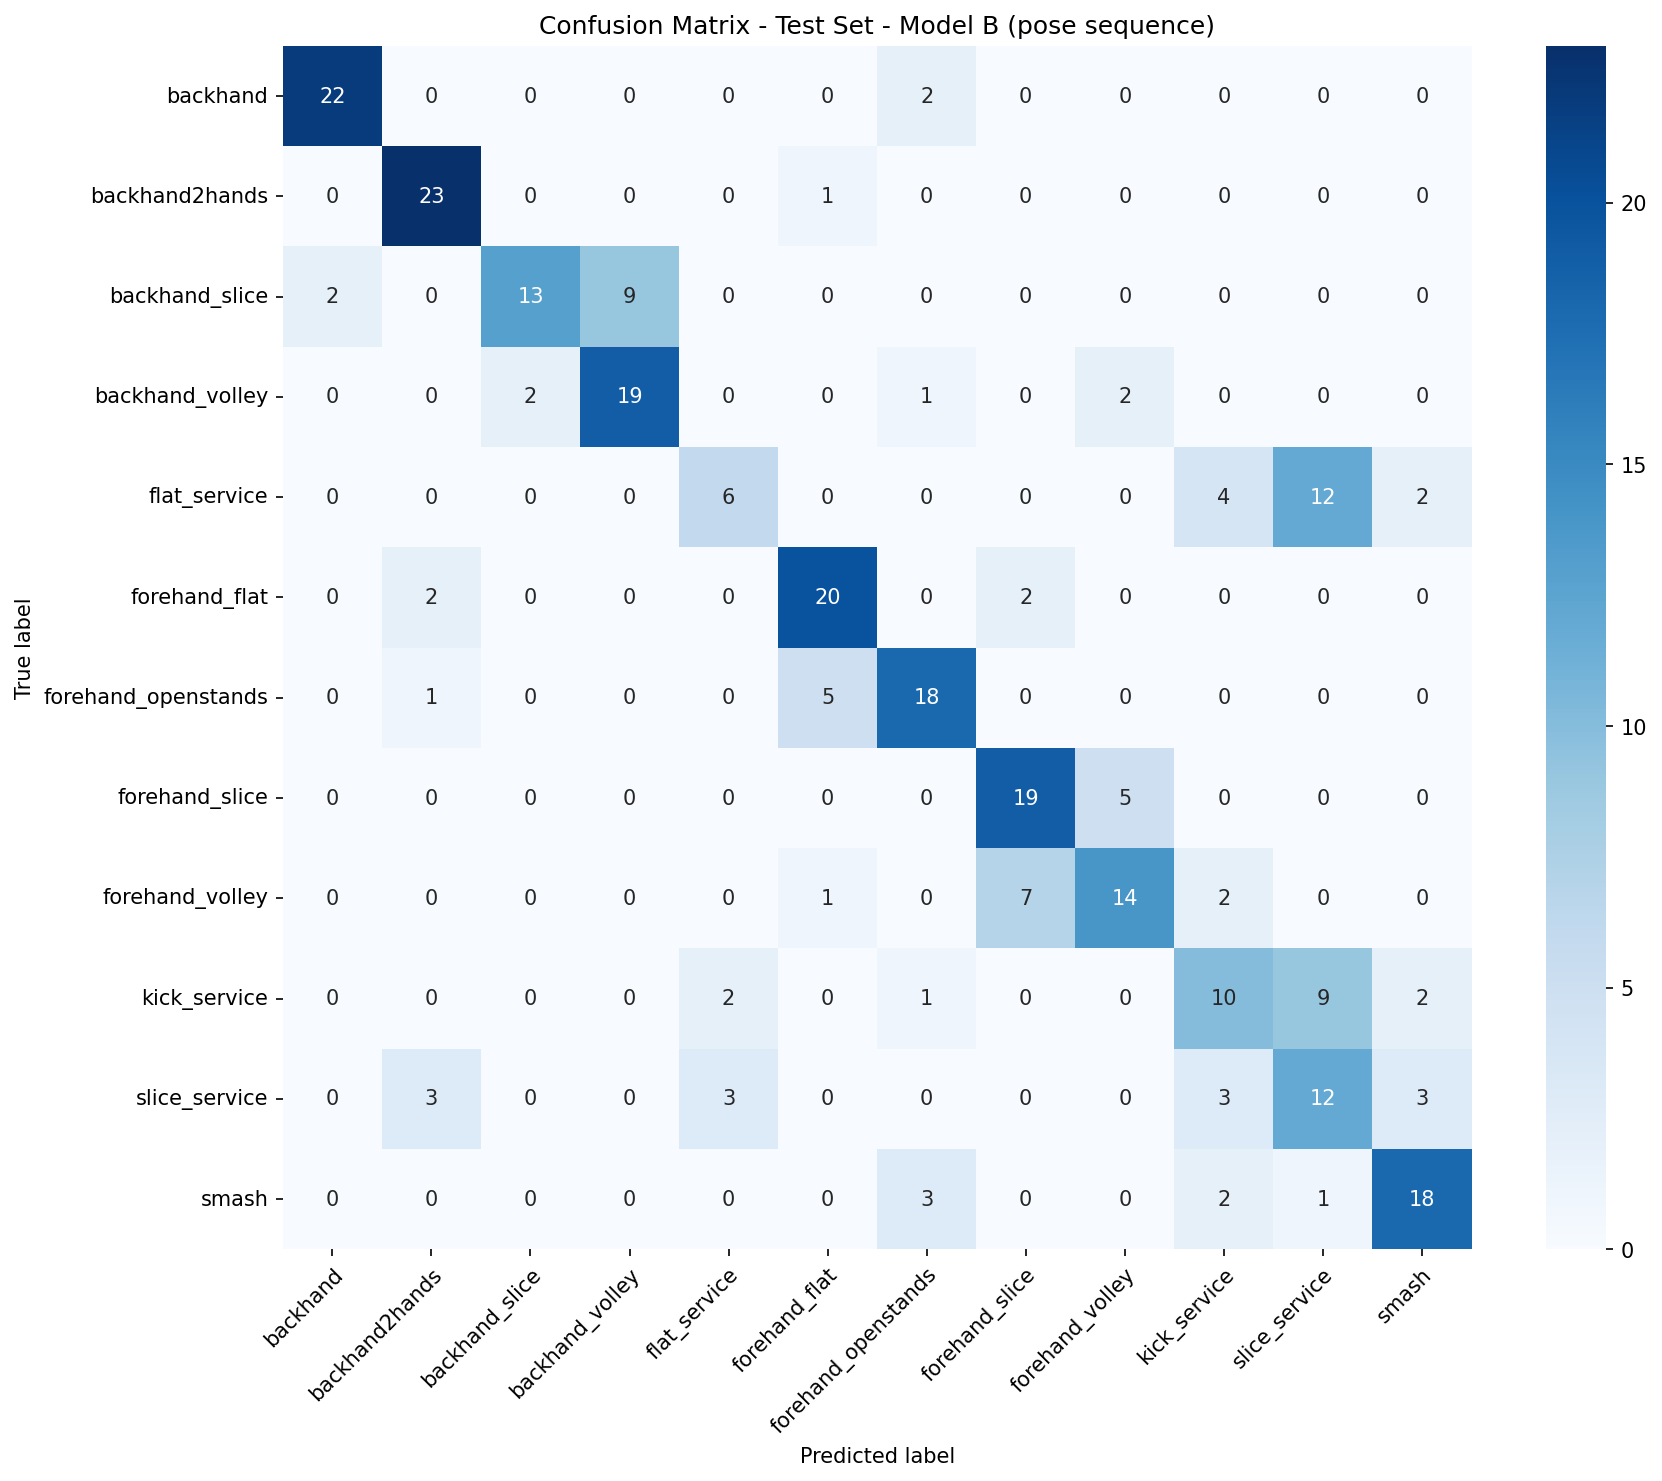 Confusion Matrix - Test Set - Model B (pose sequence)
True label
backhand 22 0 0 0 0 0 2 0 0 0 0 0
backhand2hands 0 23 0 0 0 1 0 0 0 0 0 0
backhand_slice 2 0 13 9 0 0 0 0 0 0 0 0
backhand_volley 0 0 2 19 0 0 1 0 2 0 0 0
flat_service 0 0 0 0 6 0 0 0 0 4 12 2
forehand_flat 0 2 0 0 0 20 0 2 0 0 0 0
forehand_openstands 0 1 0 0 0 5 18 0 0 0 0 0
forehand_slice 0 0 0 0 0 0 0 19 5 0 0 0
forehand_volley 0 0 0 0 0 1 0 7 14 2 0 0
kick_service 0 0 0 0 2 0 1 0 0 10 9 2
slice_service 0 3 0 0 3 0 0 0 0 3 12 3
smash 0 0 0 0 0 0 3 0 0 2 1 18
backhand backhand2hands backhand_slice backhand_volley flat_service forehand_flat forehand_openstands forehand_slice forehand_volley kick_service slice_service smash
Predicted label
20
15
10
5
0